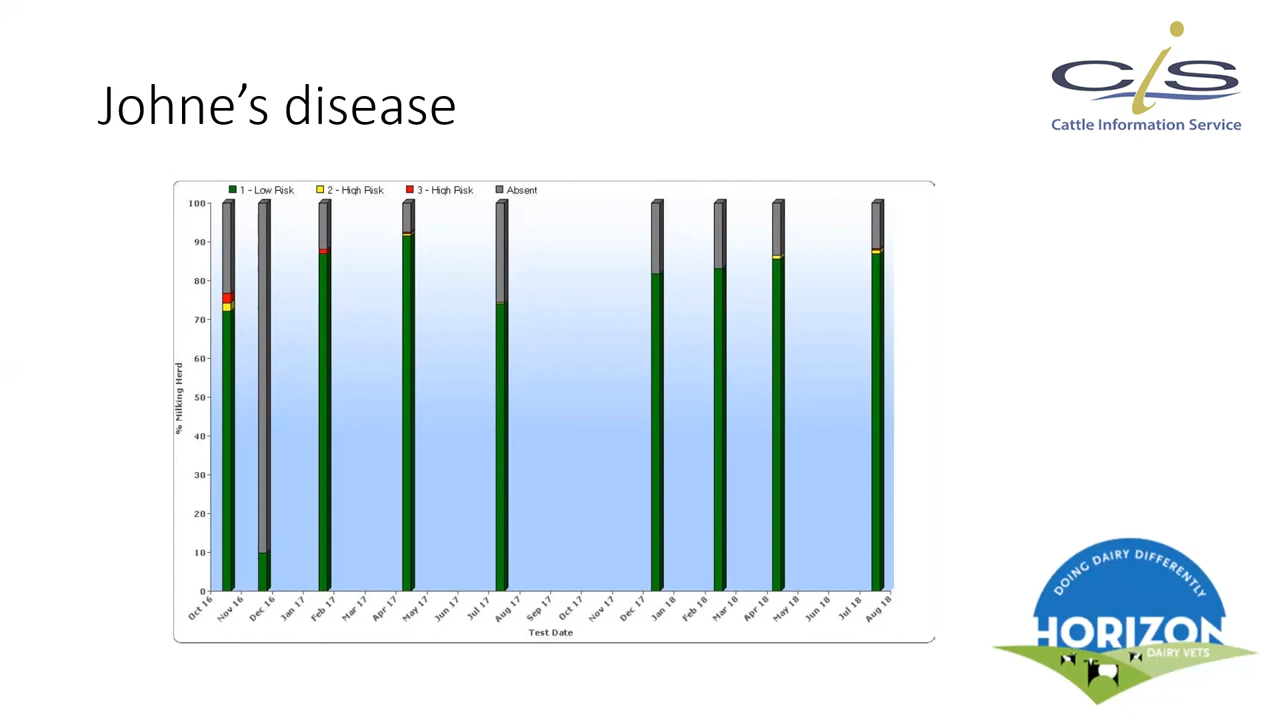 Johne's disease
CiS
Cattle Information Service
1 - Low Risk 2 - High Risk 3 - High Risk Absent
100
90
80
70
60
50
40
30
20
10
0
% Milking Herd
Oct 16 Nov 16 Dec 16 Jan 17 Feb 17 Mar 17 Apr 17 May 17 Jun 17 Jul 17 Aug 17 Sep 17 Oct 17 Nov 17 Dec 17 Jan 18 Feb 18 Mar 18 Apr 18 May 18 Jun 18 Jul 18 Aug 18
Test Date
DOING DAIRY DIFFERENTLY
HORIZON
DAIRY VETS